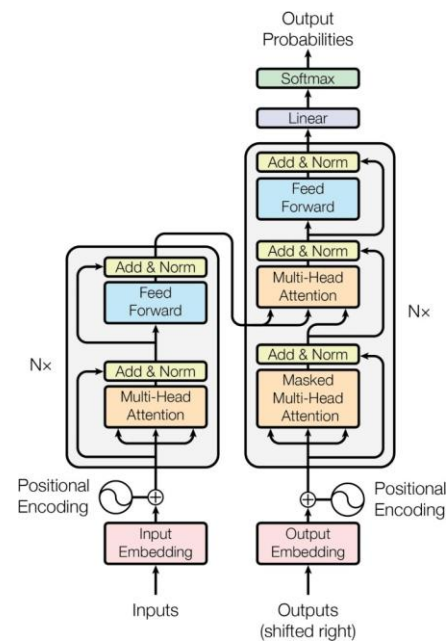 Output
Probabilities
Softmax
Linear
Add & Norm
Feed
Forward
Add & Norm
Multi-Head
Attention
Add & Norm
Masked
Multi-Head
Attention
N×
Positional
Encoding
Output
Embedding
Outputs
(shifted right)
Add & Norm
Feed
Forward
Add & Norm
Multi-Head
Attention
N×
Positional
Encoding
Input
Embedding
Inputs